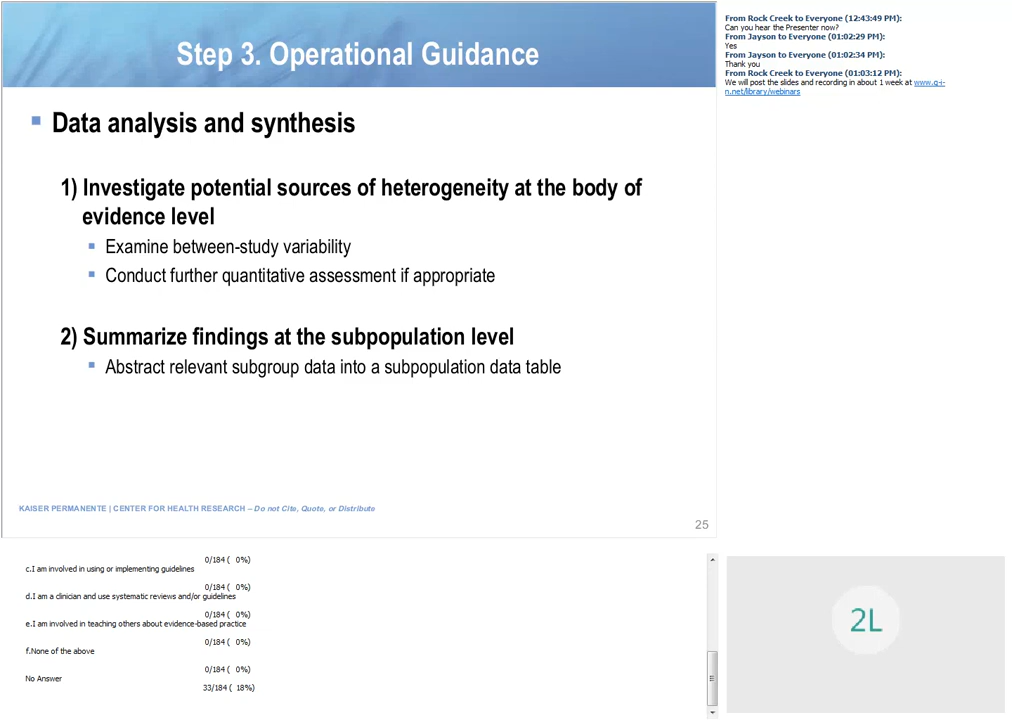 Step 3. Operational Guidance
Data analysis and synthesis
1) Investigate potential sources of heterogeneity at the body of
evidence level
Examine between-study variability
Conduct further quantitative assessment if appropriate
2) Summarize findings at the subpopulation level
Abstract relevant subgroup data into a subpopulation data table
KAISER PERMANENTE | CENTER FOR HEALTH RESEARCH – Do not Cite, Quote, or Distribute
25
From Rock Creek to Everyone (12:43:49 PM):
Can you hear the Presenter now?
From Jayson to Everyone (01:02:29 PM):
Yes
From Jayson to Everyone (01:02:34 PM):
Thank you
From Rock Creek to Everyone (01:03:12 PM):
We will post the slides and recording in about 1 week at www.g-i-
n.net/library/webinars
0/184 ( 0%)
c.I am involved in using or implementing guidelines
0/184 ( 0%)
d.I am a clinician and use systematic reviews and/or guidelines
0/184 ( 0%)
e.I am involved in teaching others about evidence-based practice
0/184 ( 0%)
f.None of the above
0/184 ( 0%)
No Answer
33/184 ( 18%)
2L